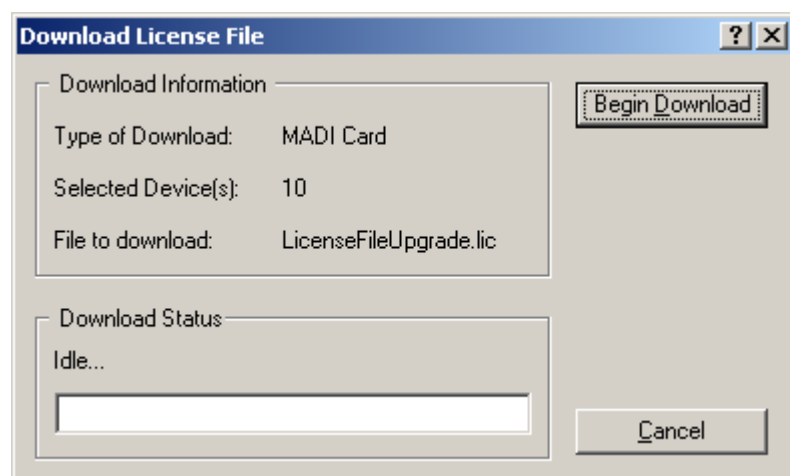 Download License File
Download Information
Type of Download: MADI Card
Selected Device(s): 10
File to download: LicenseFileUpgrade.lic
Begin Download
Download Status
Idle...
Cancel